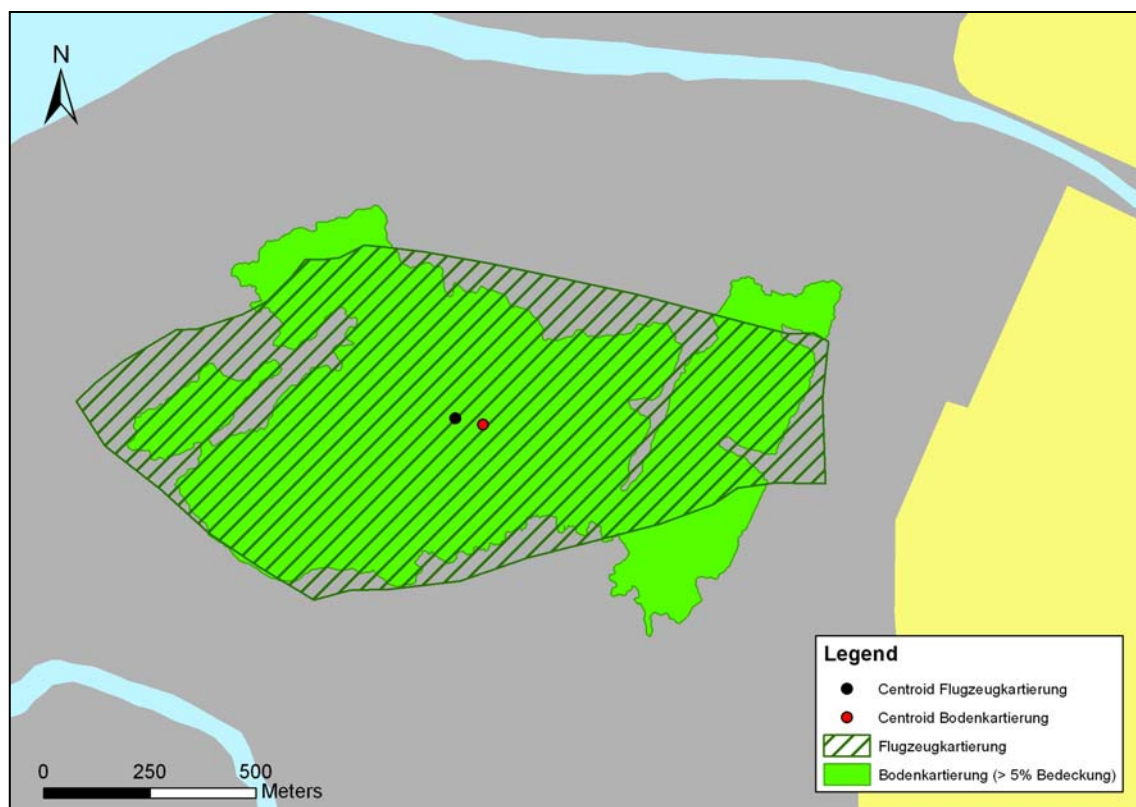 N
Legend
Centroid Flugzeugkartierung
Centroid Bodenkartierung
Flugzeugkartierung
Bodenkartierung (> 5% Bedeckung)
0 250 500
Meters